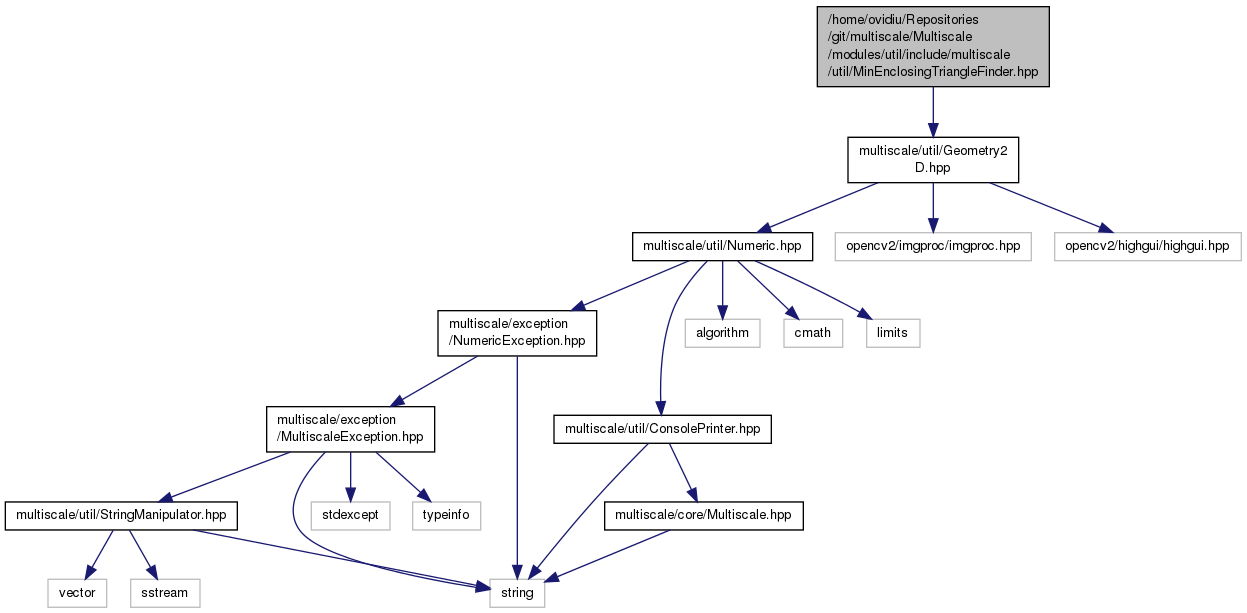 /home/ovidiu/Repositories
/git/multiscale/Multiscale
/modules/util/include/multiscale
/util/MinEnclosingTriangleFinder.hpp
multiscale/util/Geometry2
D.hpp
multiscale/util/Numeric.hpp
opencv2/imgproc/imgproc.hpp
opencv2/highgui/highgui.hpp
multiscale/exception
/NumericException.hpp
algorithm
cmath
limits
multiscale/exception
/MultiscaleException.hpp
multiscale/util/ConsolePrinter.hpp
multiscale/util/StringManipulator.hpp
stdexcept
typeinfo
multiscale/core/Multiscale.hpp
vector
sstream
string